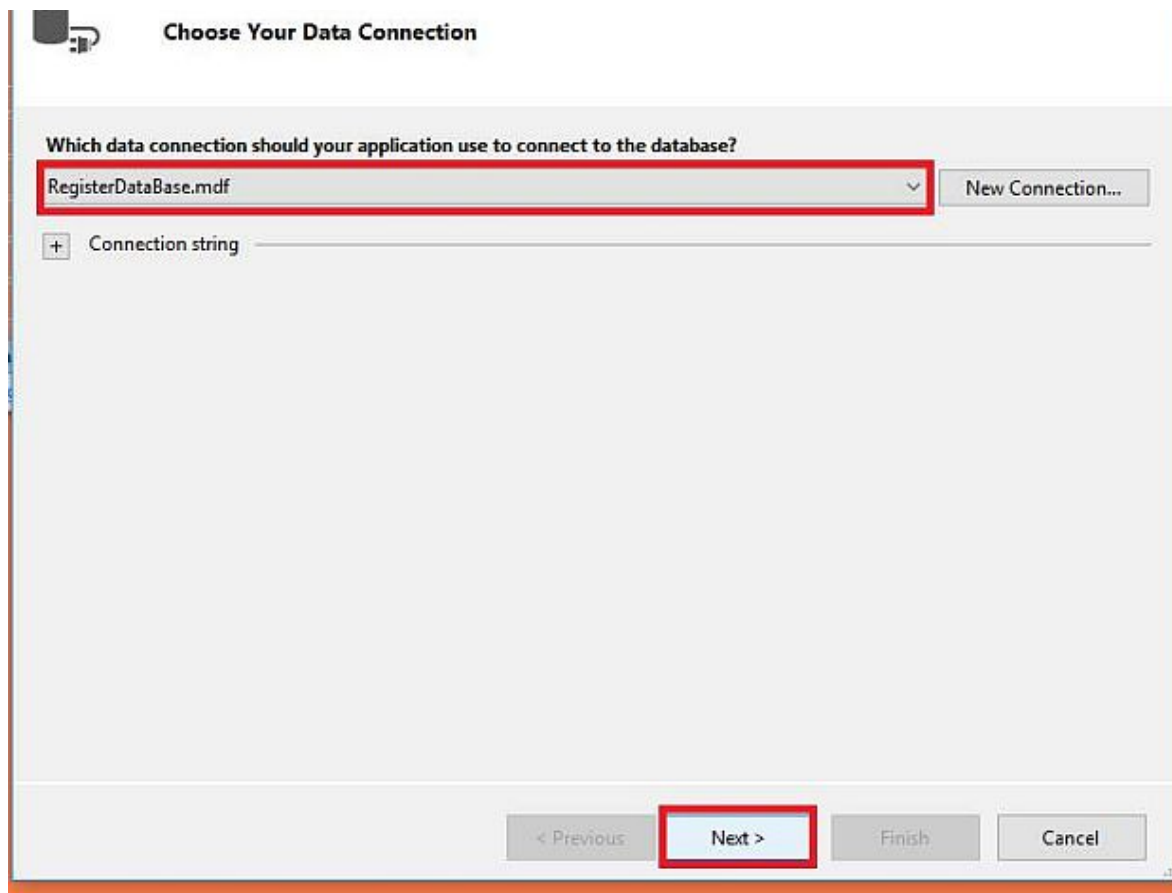 Choose Your Data Connection
Which data connection should your application use to connect to the database?
RegisterDataBase.mdf
New Connection...
+ Connection string
< Previous Next > Finish Cancel